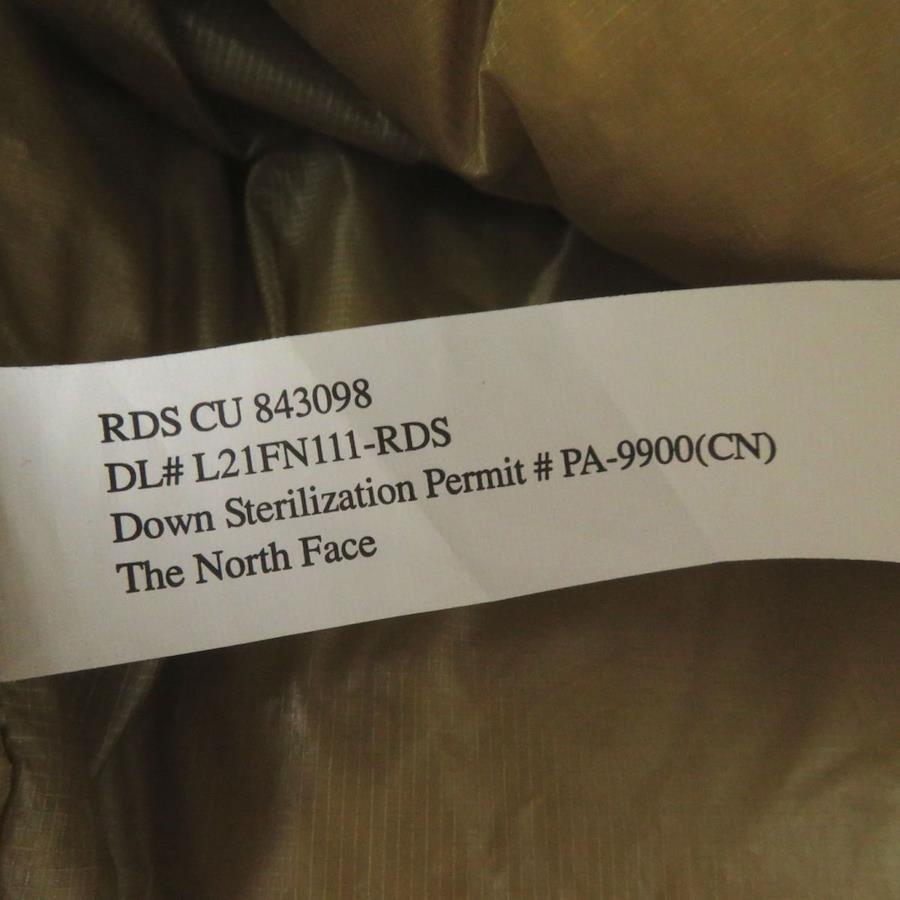 RDS CU 843098
DL# L21FN111-RDS
Down Sterilization Permit # PA-9900(CN)
The North Face